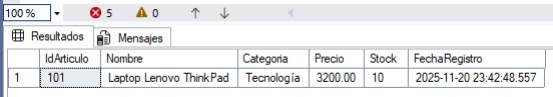 100 % 5 0
Resultados Mensajes
IdArticulo Nombre Categoria Precio Stock FechaRegistro
1 101 Laptop Lenovo ThinkPad Tecnología 3200.00 10 2025-11-20 23:42:48.557